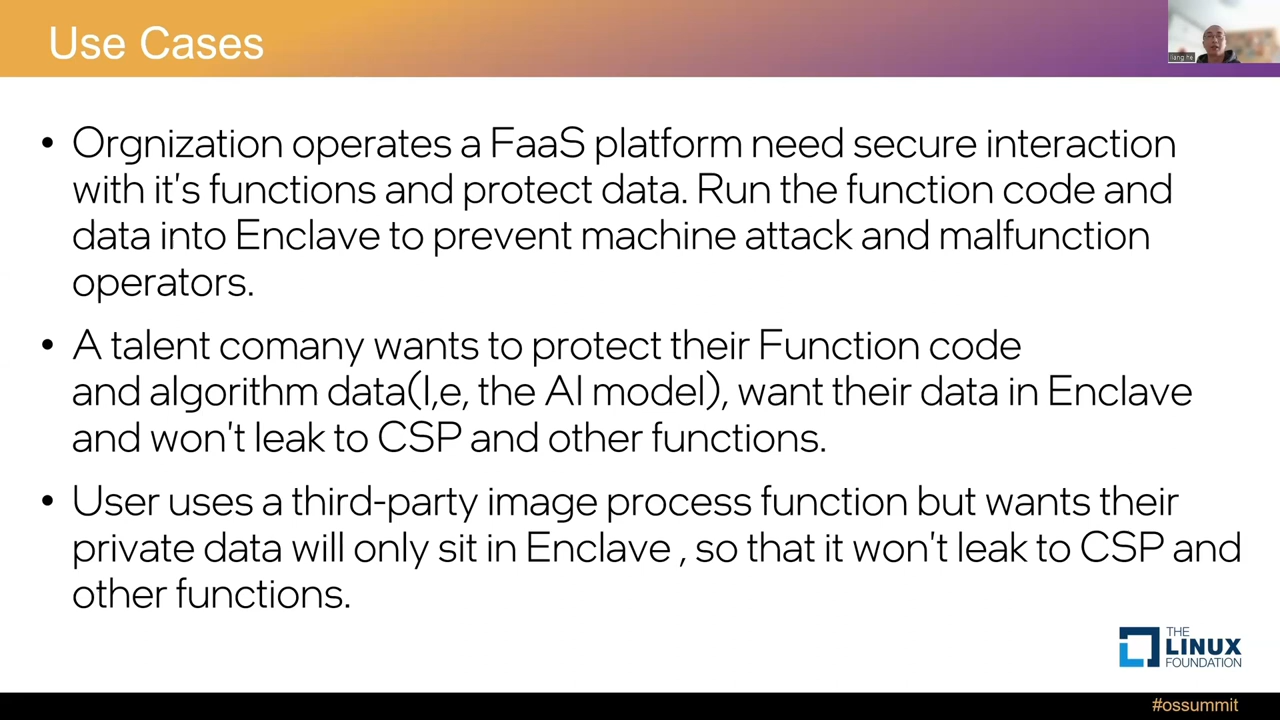 Use Cases
liang he
• Orgnization operates a FaaS platform need secure interaction
with it's functions and protect data. Run the function code and
data into Enclave to prevent machine attack and malfunction
operators.
• A talent comany wants to protect their Function code
and algorithm data(I,e, the AI model), want their data in Enclave
and won't leak to CSP and other functions.
• User uses a third-party image process function but wants their
private data will only sit in Enclave , so that it won't leak to CSP and
other functions.
THE
LINUX
FOUNDATION
#ossummit